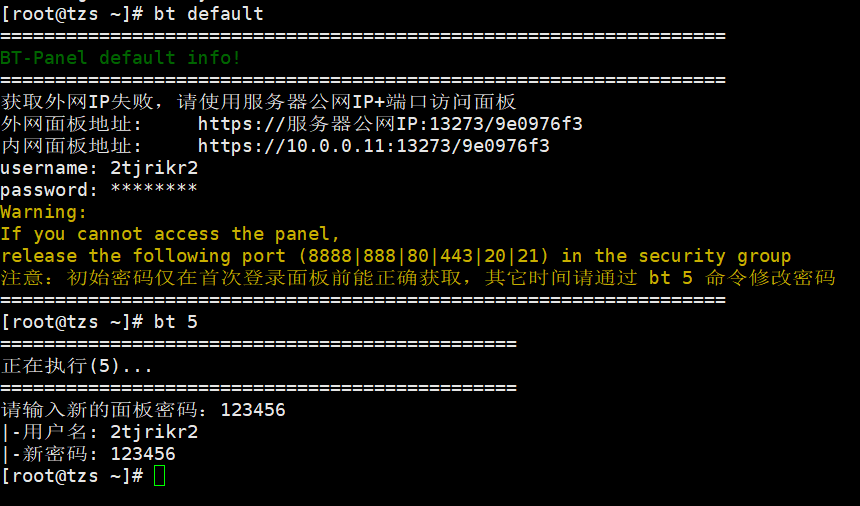 [root@tzs ~]# bt default
==================================================================
BT-Panel default info!
==================================================================
获取外网IP失败，请使用服务器公网IP+端口访问面板
外网面板地址:     https://服务器公网IP:13273/9e0976f3
内网面板地址:     https://10.0.0.11:13273/9e0976f3
username: 2tjrikr2
password: ********
Warning:
If you cannot access the panel,
release the following port (8888|888|80|443|20|21) in the security group
注意：初始密码仅在首次登录面板前能正确获取，其它时间请通过 bt 5 命令修改密码
==================================================================
[root@tzs ~]# bt 5
===============================================
正在执行(5)...
===============================================
请输入新的面板密码：123456
|-用户名: 2tjrikr2
|-新密码: 123456
[root@tzs ~]#